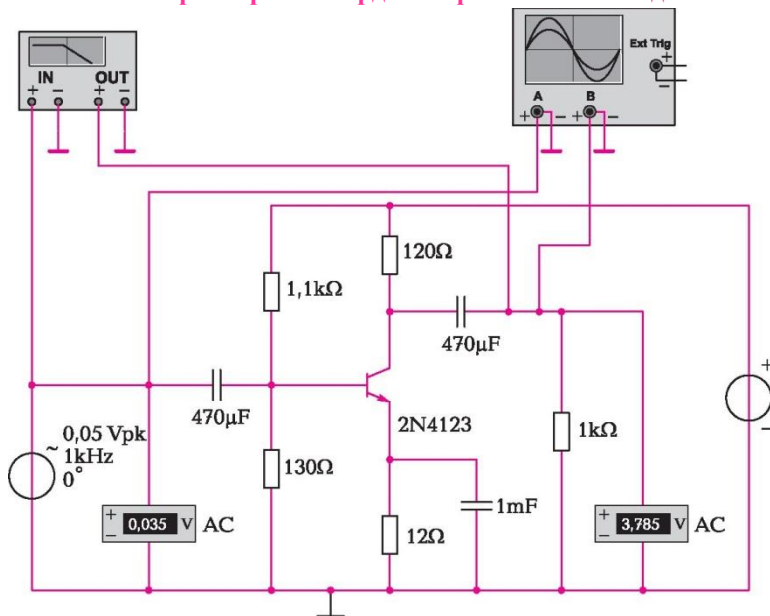 IN OUT
+ − + −
Ext Trig
+
−
A B
+ − + −
120Ω
1,1kΩ
470µF
+
−
470µF
2N4123
1kΩ
~ 0,05 Vpk
1kHz
0°
130Ω
1mF
+ − 0,035 V AC
12Ω
+ − 3,785 V AC